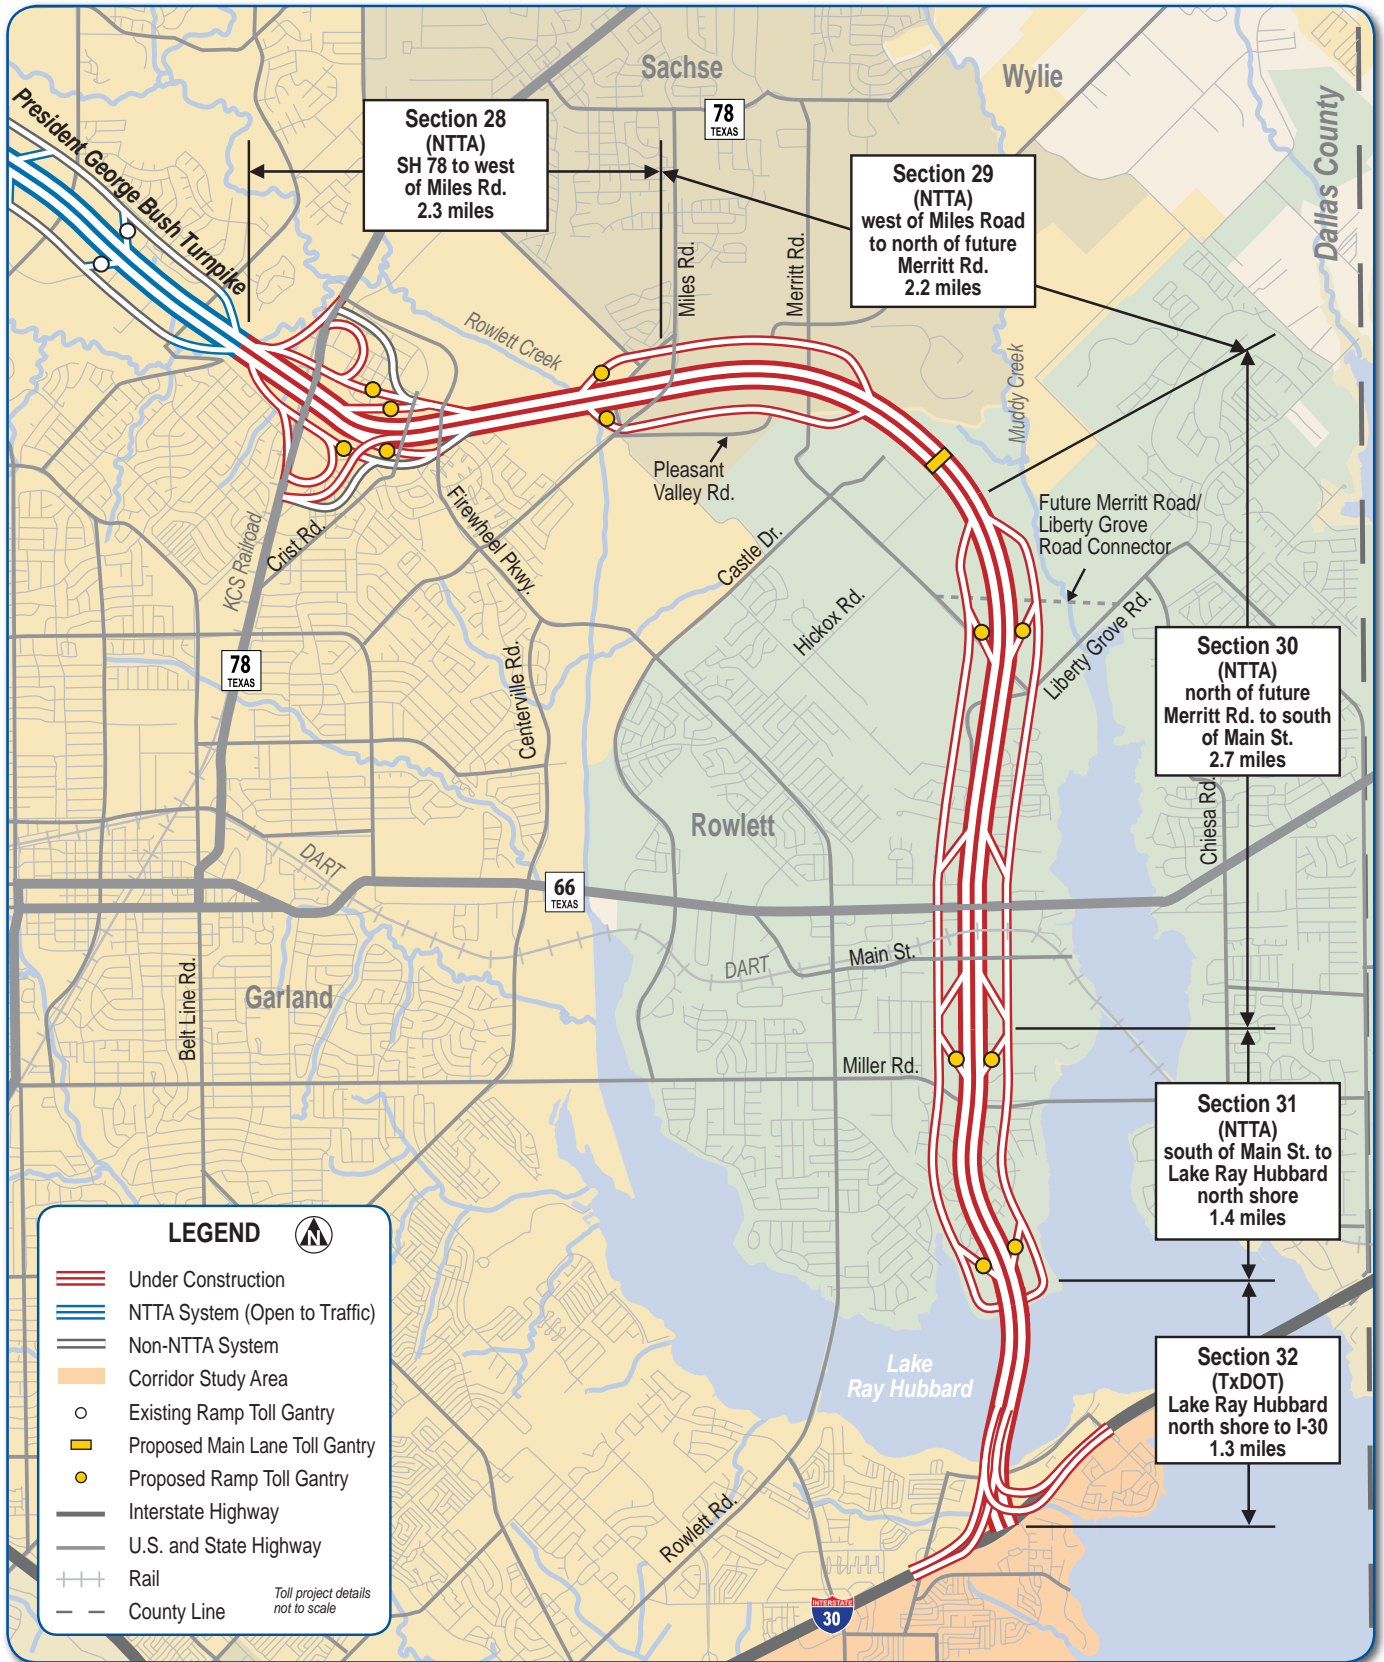 Sachse
Wylie
78
TEXAS
Dallas County
President George Bush Turnpike
Section 28
(NTTA)
SH 78 to west
of Miles Rd.
2.3 miles
Section 29
(NTTA)
west of Miles Road
to north of future
Merritt Rd.
2.2 miles
Miles Rd.
Merritt Rd.
Rowlett Creek
Muddy Creek
Pleasant
Valley Rd.
Future Merritt Road/
Liberty Grove
Road Connector
KCS Railroad
Crist Rd.
Firewheel Pkwy.
Castle Dr.
Hickox Rd.
Liberty Grove Rd.
78
TEXAS
Centerville Rd.
Section 30
(NTTA)
north of future
Merritt Rd. to south
of Main St.
2.7 miles
Chiesa Rd.
Rowlett
DART
66
TEXAS
Main St.
DART
Belt Line Rd.
Garland
Miller Rd.
Section 31
(NTTA)
south of Main St. to
Lake Ray Hubbard
north shore
1.4 miles
Lake
Ray Hubbard
Section 32
(TxDOT)
Lake Ray Hubbard
north shore to I-30
1.3 miles
Rowlett Rd.
INTERSTATE
30
LEGEND
N
Under Construction
NTTA System (Open to Traffic)
Non-NTTA System
Corridor Study Area
Existing Ramp Toll Gantry
Proposed Main Lane Toll Gantry
Proposed Ramp Toll Gantry
Interstate Highway
U.S. and State Highway
Rail
County Line
Toll project details
not to scale